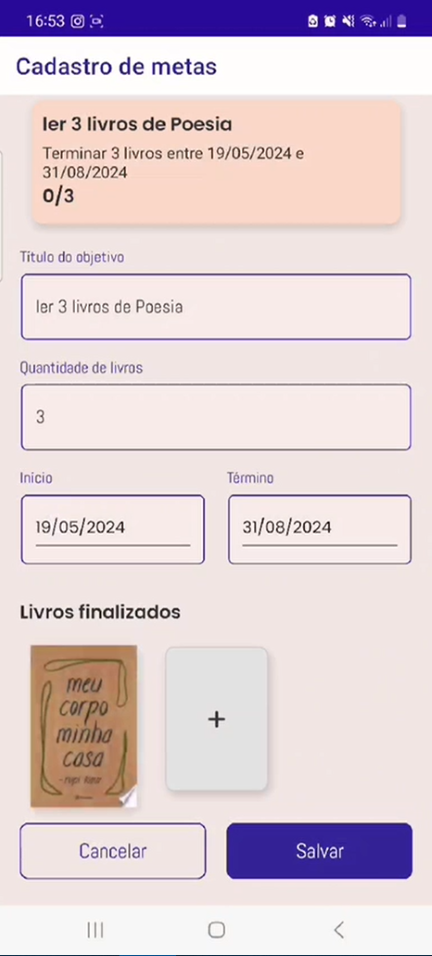 16:53
Cadastro de metas
ler 3 livros de Poesia
Terminar 3 livros entre 19/05/2024 e
31/08/2024
0/3
Título do objetivo
ler 3 livros de Poesia
Quantidade de livros
3
Início Término
19/05/2024 31/08/2024
Livros finalizados
meu
corpo
minha
casa
- rupi kaur
+
Cancelar Salvar